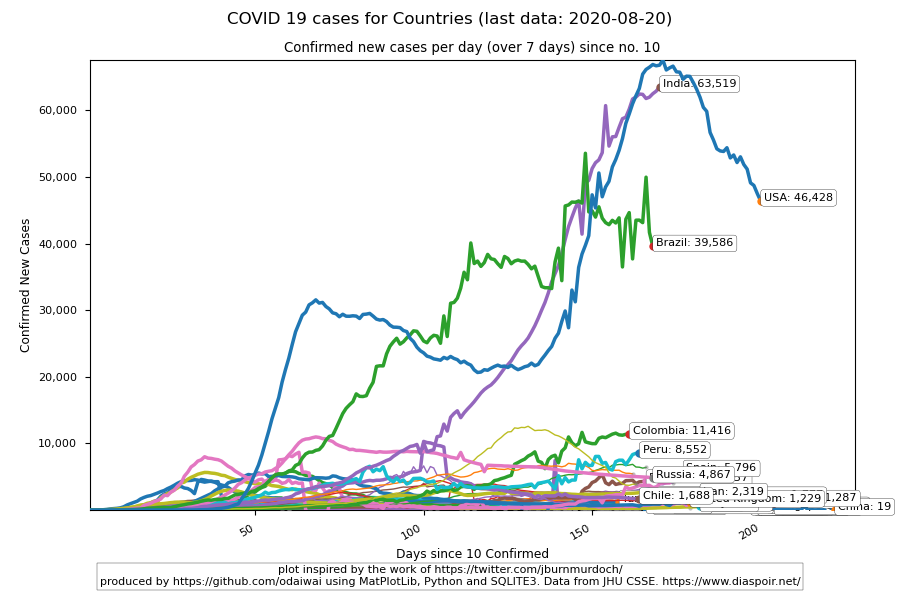 COVID 19 cases for Countries (last data: 2020-08-20)
Confirmed new cases per day (over 7 days) since no. 10
60,000
50,000
40,000
30,000
20,000
10,000
Confirmed New Cases
India: 63,519
USA: 46,428
Brazil: 39,586
Colombia: 11,416
Peru: 8,552
5,796
Russia: 4,867
2,319
Chile: 1,688
1,229
1,287
China: 19
50
100
150
200
Days since 10 Confirmed
plot inspired by the work of https://twitter.com/jburnmurdoch/
produced by https://github.com/odaiwai using MatPlotLib, Python and SQLITE3. Data from JHU CSSE. https://www.diaspoir.net/